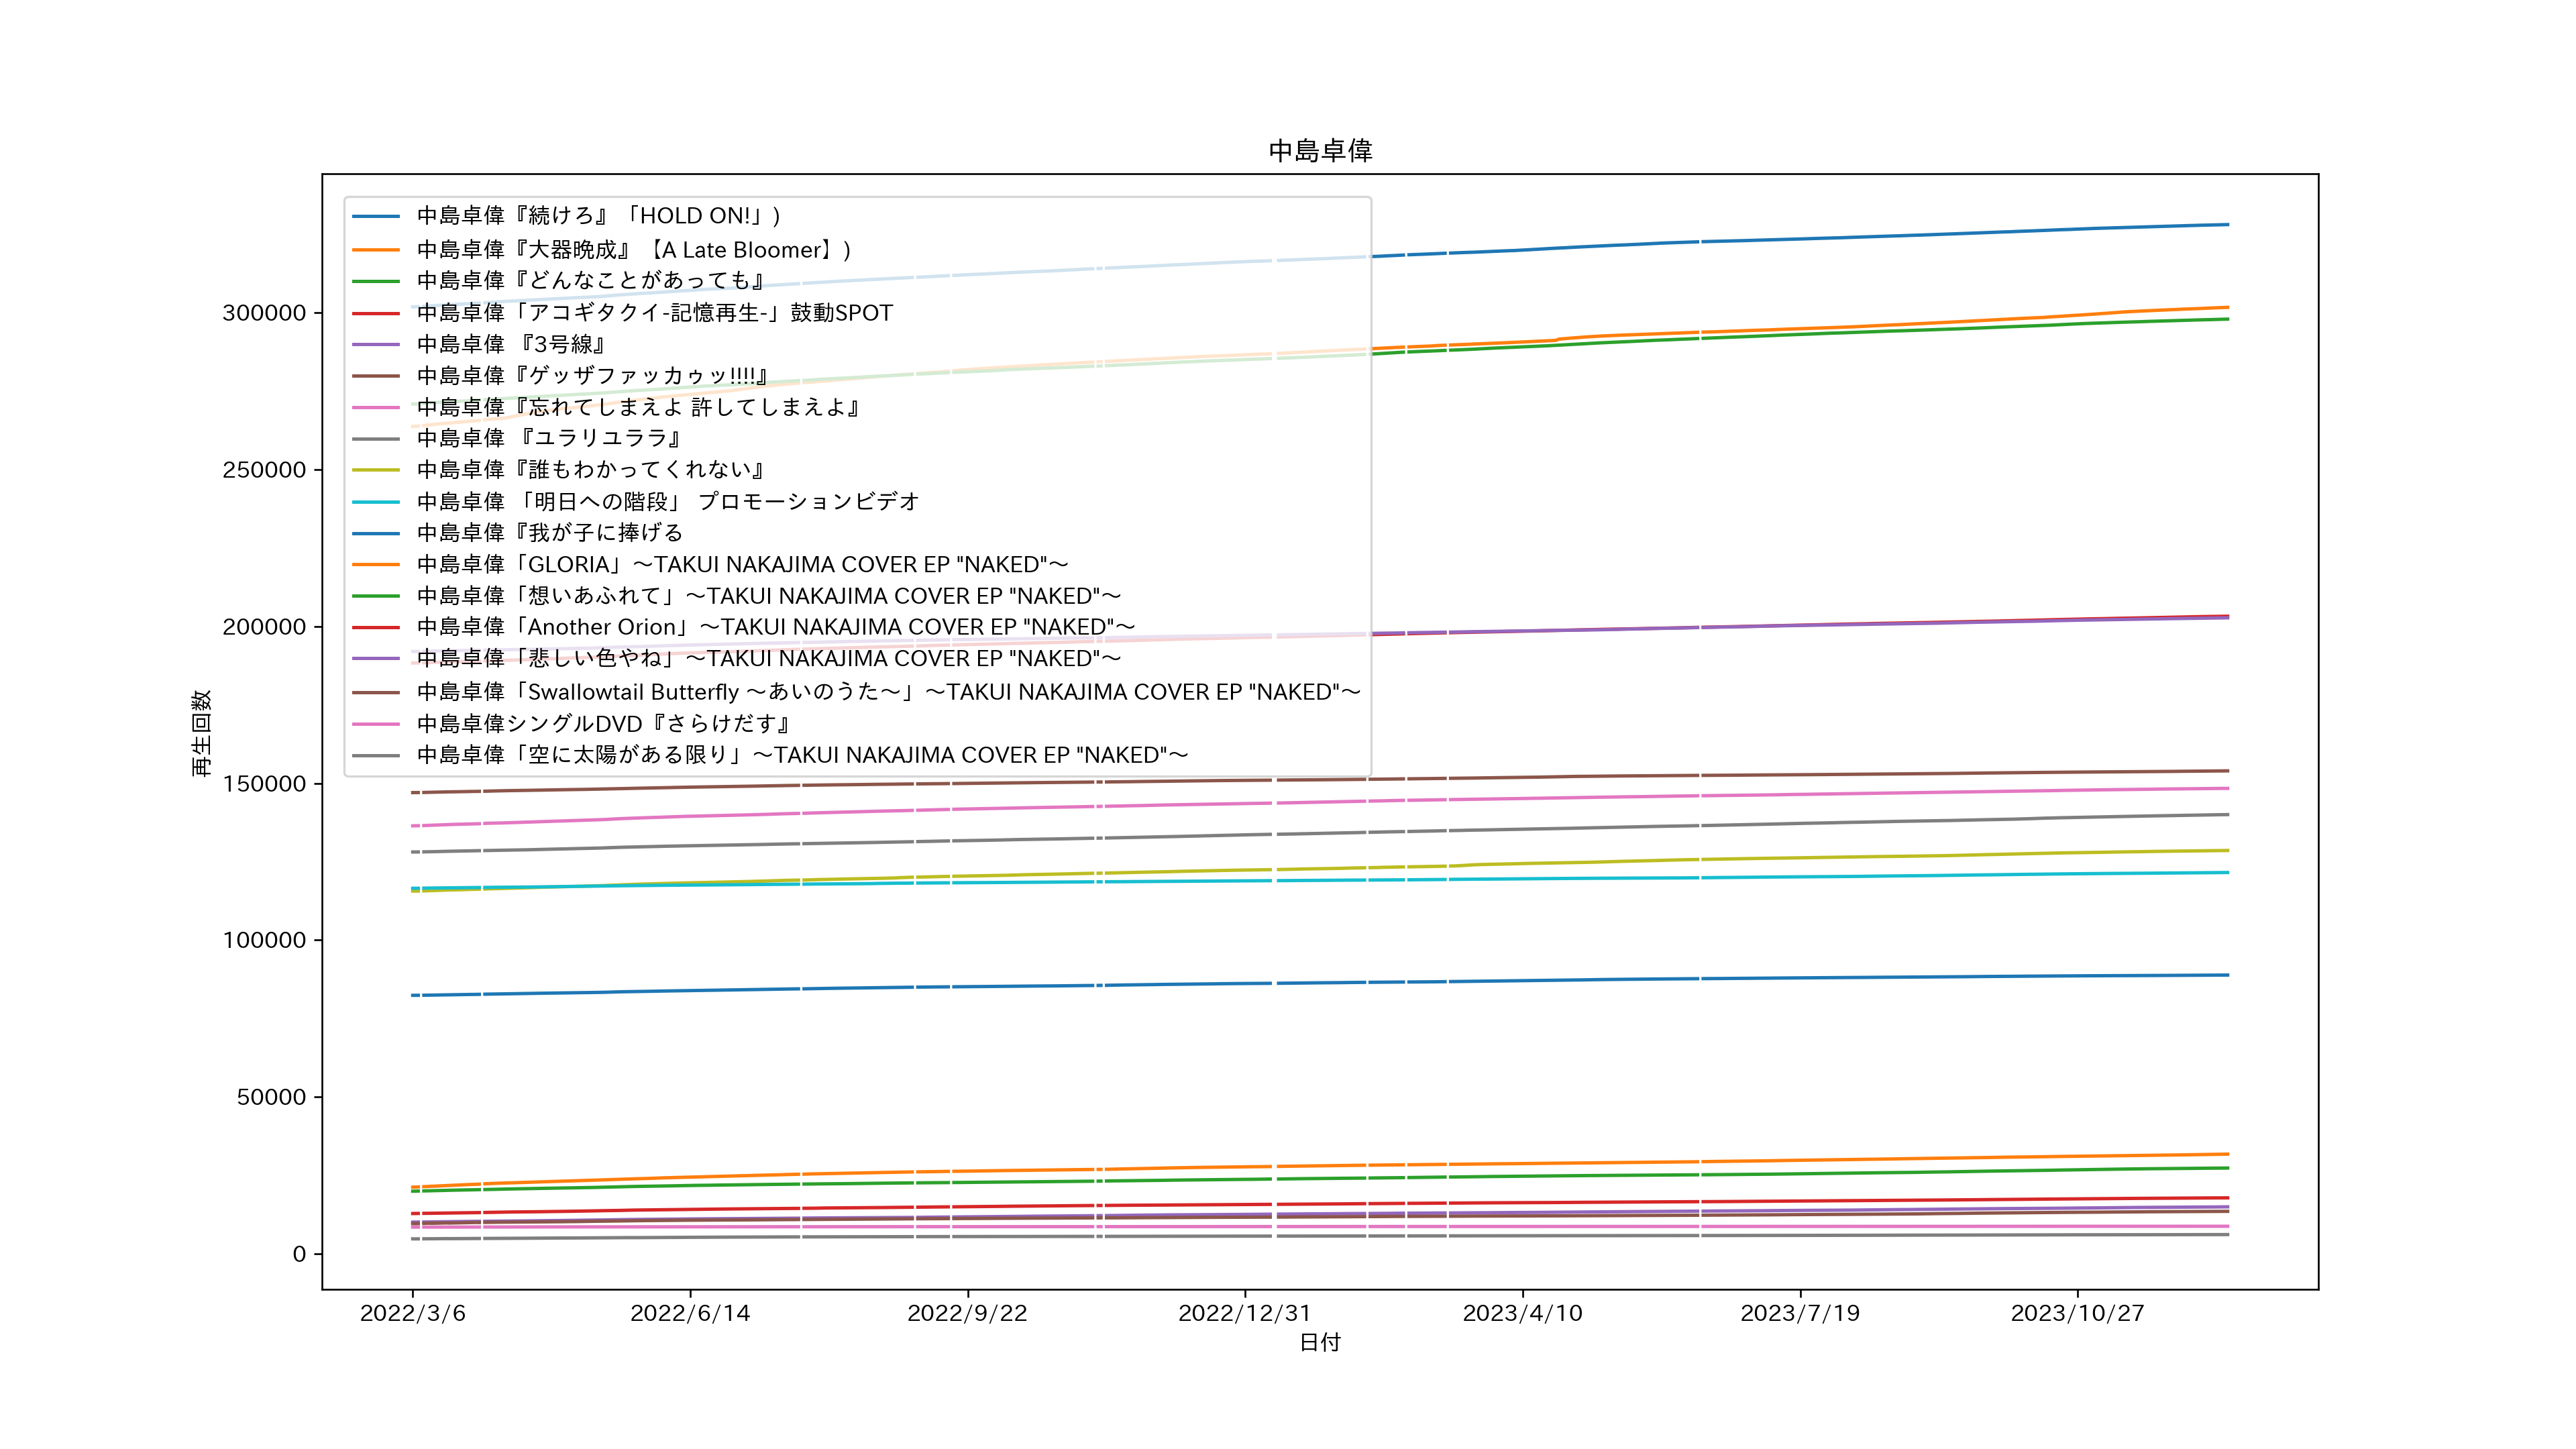 中島卓偉
中島卓偉『続けろ』「HOLD ON!」)
中島卓偉『大器晩成』【A Late Bloomer】)
中島卓偉『どんなことがあっても』
中島卓偉「アコギタクイ-記憶再生-」鼓動SPOT
中島卓偉 『3号線』
中島卓偉『ゲッザファッカゥッ!!!!』
中島卓偉『忘れてしまえよ 許してしまえよ』
中島卓偉 『ユラリユララ』
中島卓偉『誰もわかってくれない』
中島卓偉 「明日への階段」 プロモーションビデオ
中島卓偉『我が子に捧げる
中島卓偉「GLORIA」〜TAKUI NAKAJIMA COVER EP "NAKED"〜
中島卓偉「想いあふれて」〜TAKUI NAKAJIMA COVER EP "NAKED"〜
中島卓偉「Another Orion」〜TAKUI NAKAJIMA COVER EP "NAKED"〜
中島卓偉「悲しい色やね」〜TAKUI NAKAJIMA COVER EP "NAKED"〜
中島卓偉「Swallowtail Butterfly 〜あいのうた〜」〜TAKUI NAKAJIMA COVER EP "NAKED"〜
中島卓偉シングルDVD『さらけだす』
中島卓偉「空に太陽がある限り」〜TAKUI NAKAJIMA COVER EP "NAKED"〜
再生回数
300000
250000
200000
150000
100000
50000
0
2022/3/6 2022/6/14 2022/9/22 2022/12/31 2023/4/10 2023/7/19 2023/10/27
日付